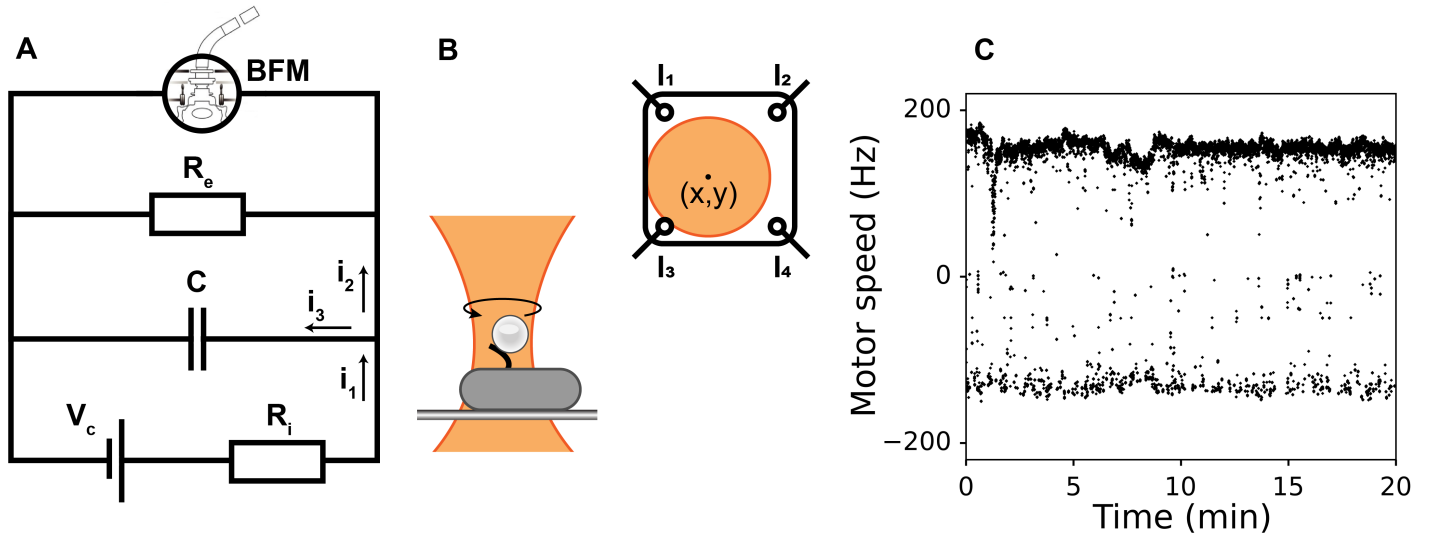 A
BFM
Re
C
i2
i3
i1
Vc
Ri
B
I₁
I₂
(x,y)
I₃
I₄
C
Motor speed (Hz)
200
0
−200
0
5
10
15
20
Time (min)